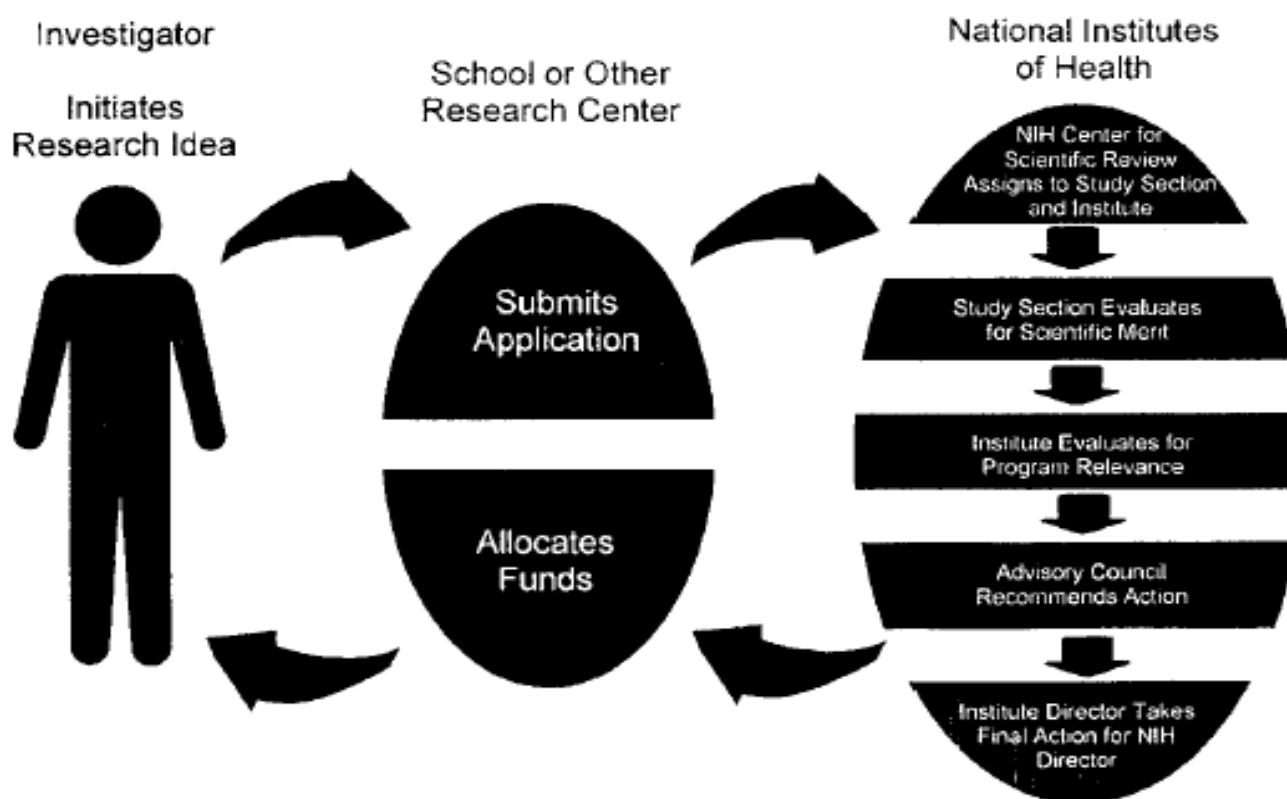 Investigator
Initiates
Research Idea
School or Other
Research Center
Submits
Application
Allocates
Funds
National Institutes
of Health
NIH Center for
Scientific Review
Assigns to Study Section
and Institute
Study Section Evaluates
for Scientific Merit
Institute Evaluates for
Program Relevance
Advisory Council
Recommends Action
Institute Director Takes
Final Action for NIH
Director